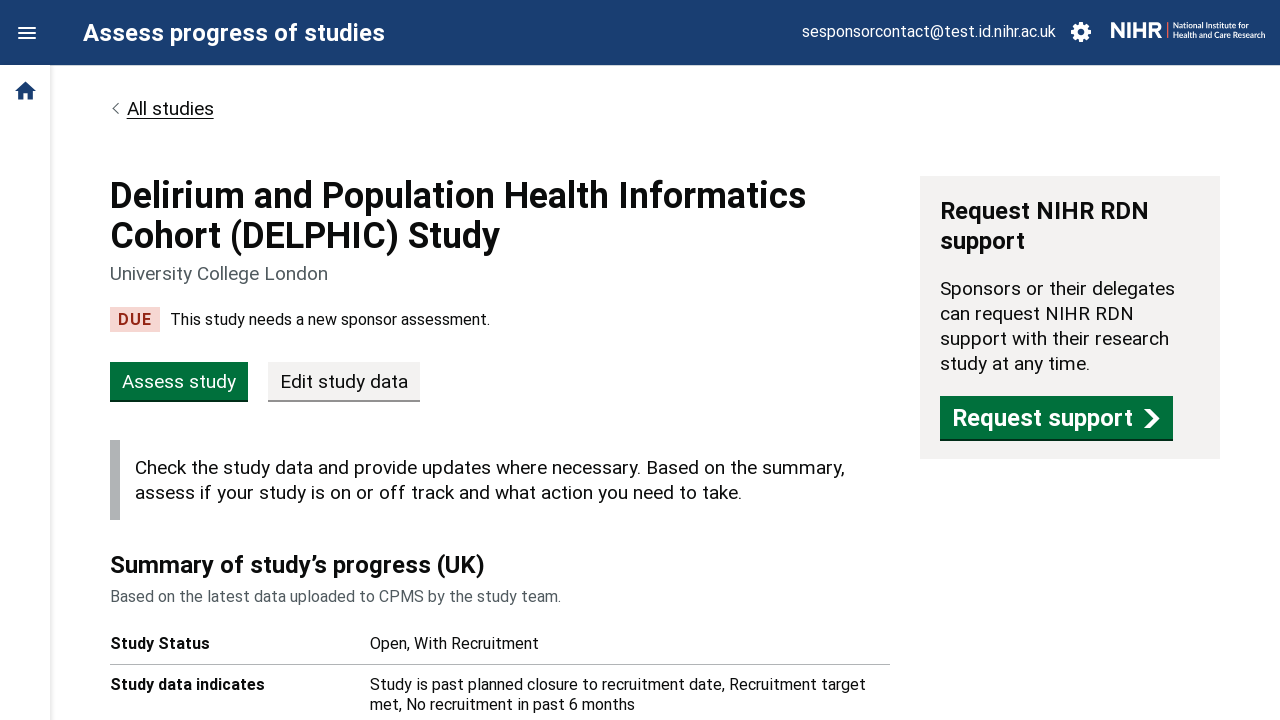 Assess progress of studies
sesponsorcontact@test.id.nihr.ac.uk
NIHR | National Institute for
Health and Care Research
All studies
Delirium and Population Health Informatics
Cohort (DELPHIC) Study
University College London
DUE This study needs a new sponsor assessment.
Assess study Edit study data
Check the study data and provide updates where necessary. Based on the summary,
assess if your study is on or off track and what action you need to take.
Summary of study’s progress (UK)
Based on the latest data uploaded to CPMS by the study team.
Study Status Open, With Recruitment
Study data indicates Study is past planned closure to recruitment date, Recruitment target
met, No recruitment in past 6 months
Request NIHR RDN
support
Sponsors or their delegates
can request NIHR RDN
support with their research
study at any time.
Request support